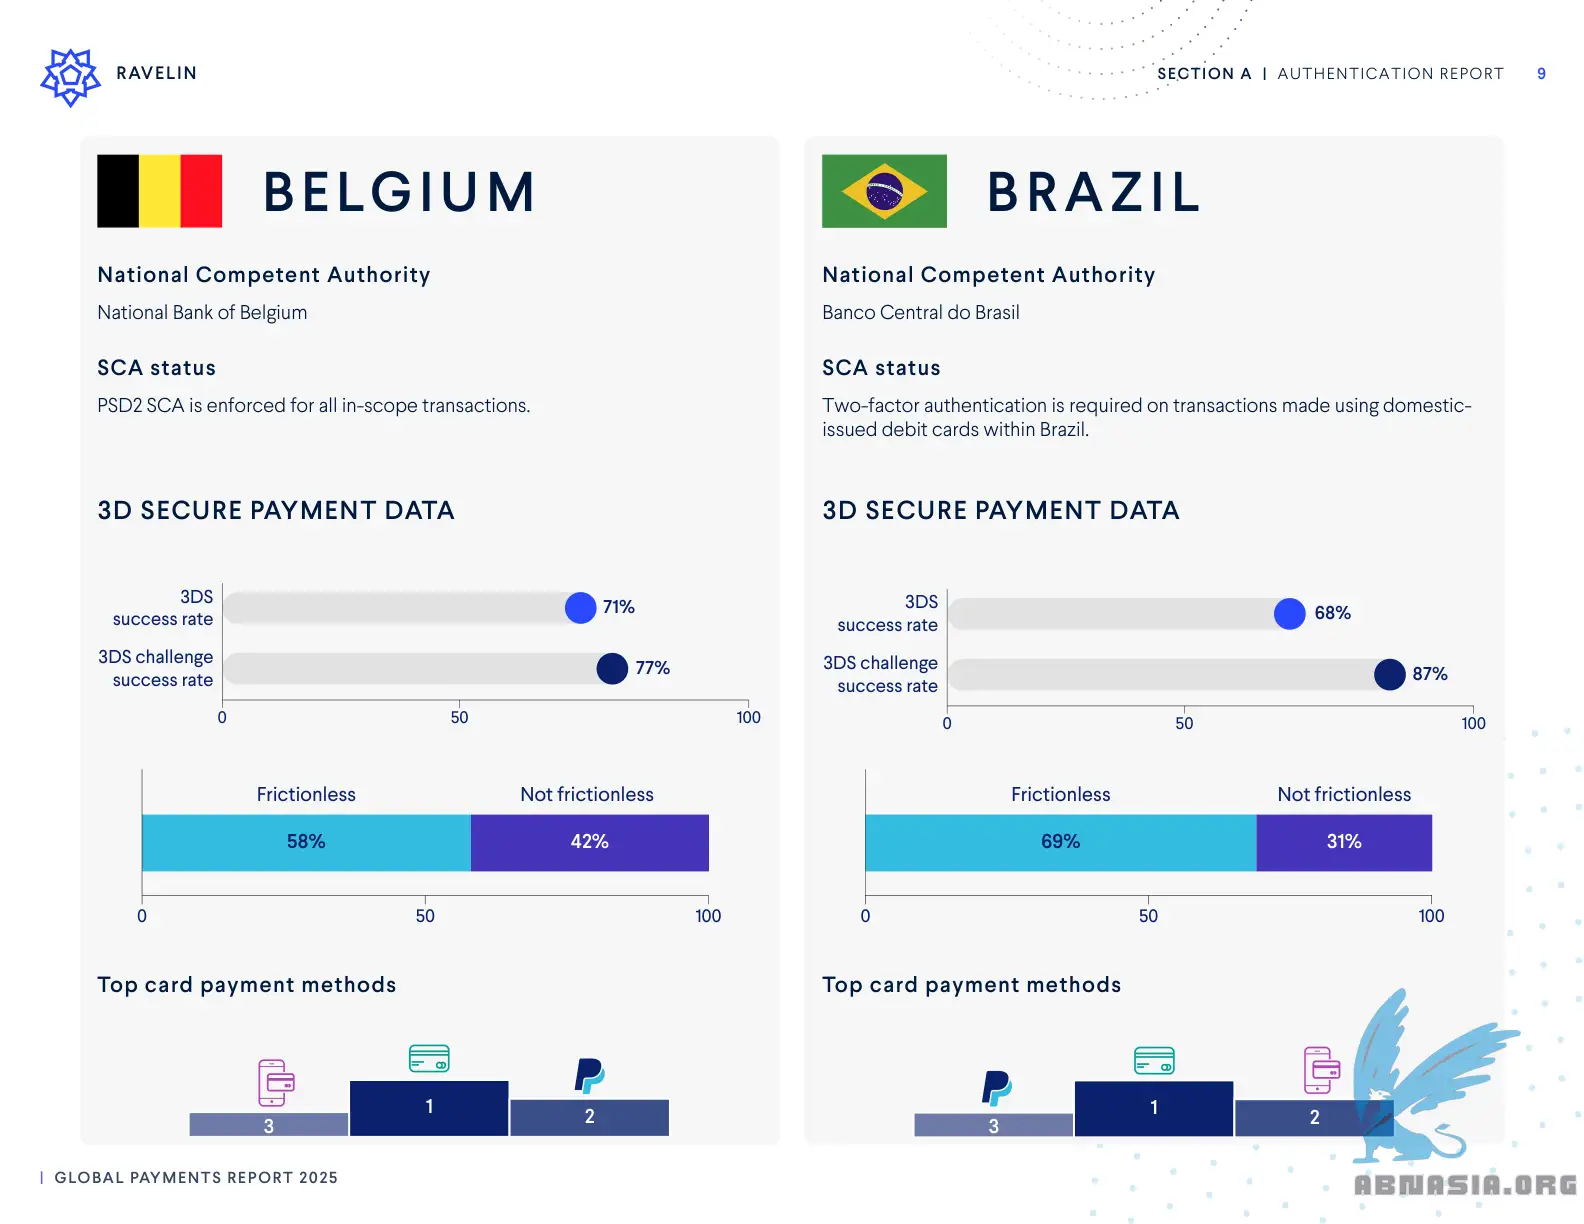 RAVELIN
SECTION A | AUTHENTICATION REPORT 9
BELGIUM
National Competent Authority
National Bank of Belgium
SCA status
PSD2 SCA is enforced for all in-scope transactions.
3D SECURE PAYMENT DATA
3DS
success rate
71%
3DS challenge
success rate
77%
0 50 100
Frictionless Not frictionless
58% 42%
0 50 100
Top card payment methods
3 1 2
BRAZIL
National Competent Authority
Banco Central do Brasil
SCA status
Two-factor authentication is required on transactions made using domestic-
issued debit cards within Brazil.
3D SECURE PAYMENT DATA
3DS
success rate
68%
3DS challenge
success rate
87%
0 50 100
Frictionless Not frictionless
69% 31%
0 50 100
Top card payment methods
3 1 2
| GLOBAL PAYMENTS REPORT 2025
ABNASIA.ORG